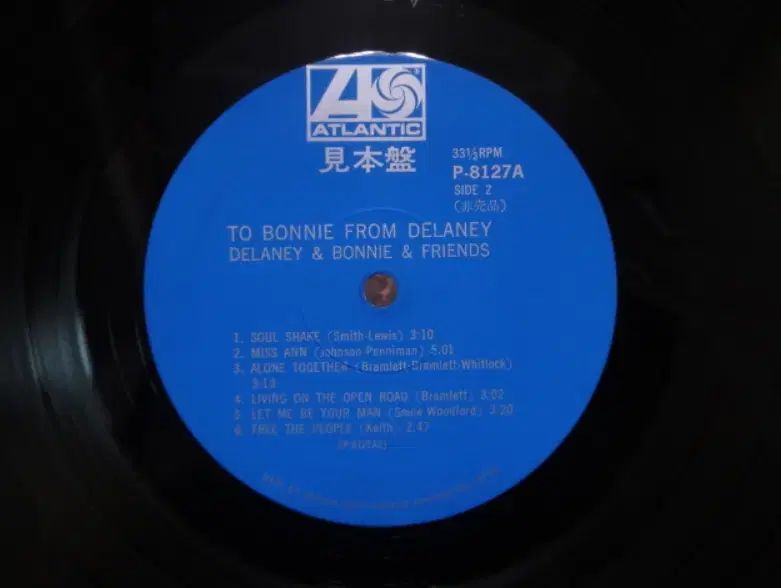 ATLANTIC
見本盤
33⅓RPM
P-8127A
SIDE 2
(非売品)
TO BONNIE FROM DELANEY
DELANEY & BONNIE & FRIENDS
1. SOUL SHAKE (Smith-Lewis) 3:10
2. MISS ANN (Johnson-Penniman) 5:01
3. ALONE TOGETHER (Bramlett-Bramlett-Whitlock)
3:13
4. LIVING ON THE OPEN ROAD (Bramlett) 3:02
5. LET ME BE YOUR MAN 3:20
6. FREE THE PEOPLE (Keith) 2:47